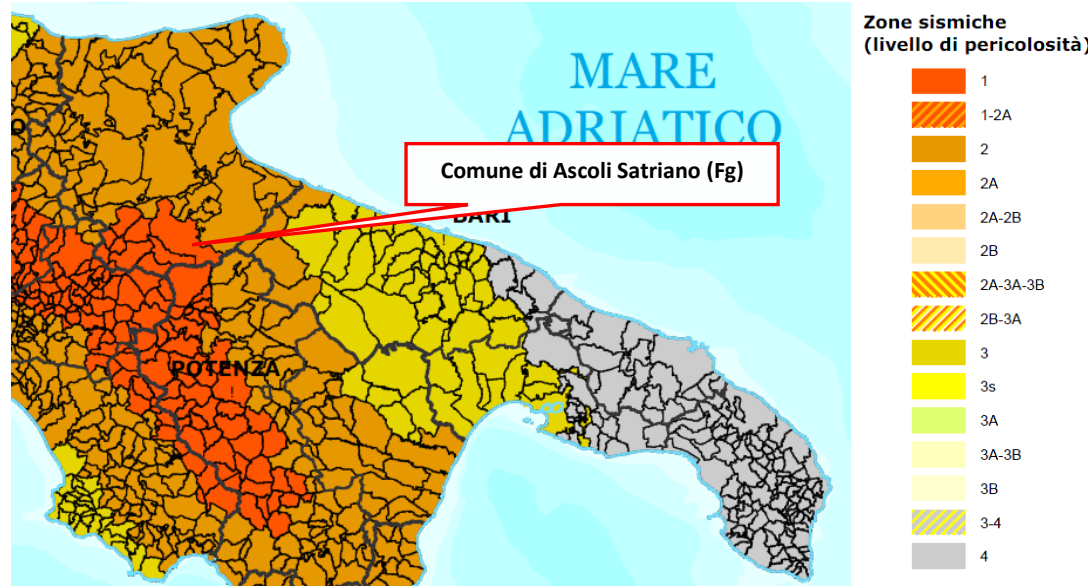 Zone sismiche
(livello di pericolosità)
MARE
ADRIATICO
Comune di Ascoli Satriano (Fg)
BARI
POTENZA
1
1-2A
2
2A
2A-2B
2B
2A-3A-3B
2B-3A
3
3s
3A
3A-3B
3B
3-4
4